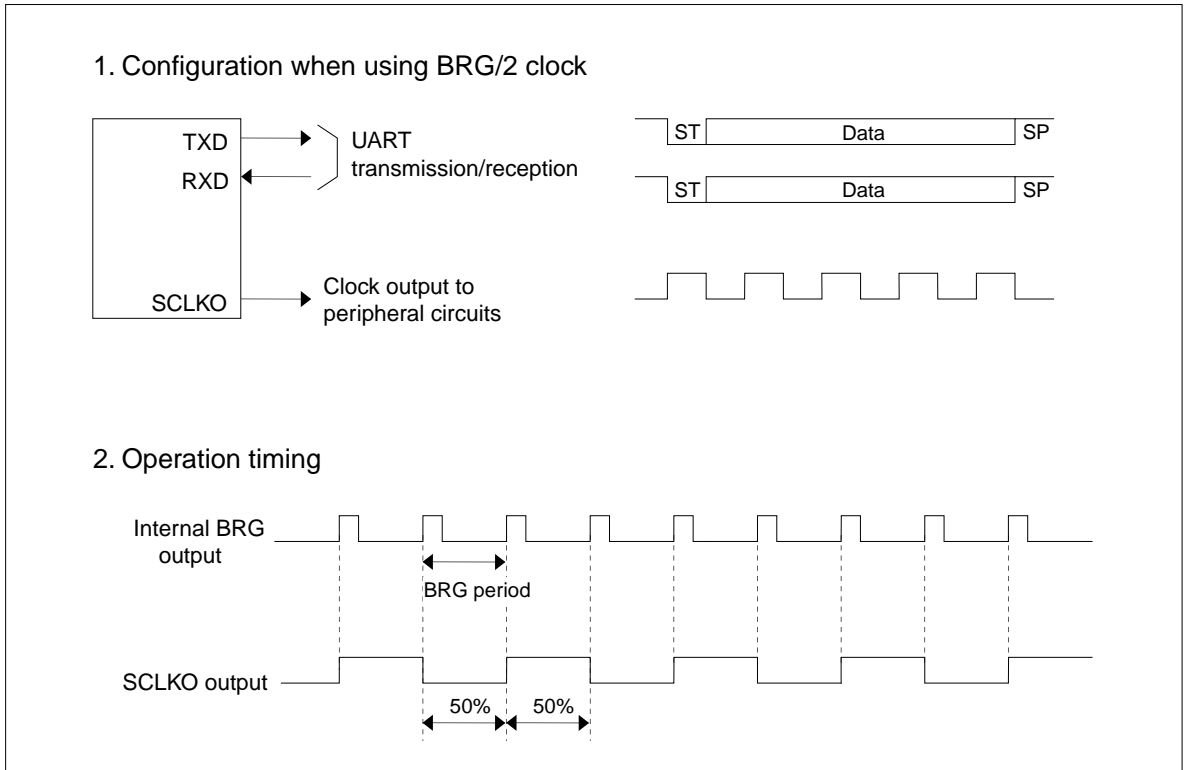 1. Configuration when using BRG/2 clock
TXD
RXD
SCLKO
UART
transmission/reception
Clock output to
peripheral circuits
ST
Data
SP
ST
Data
SP
2. Operation timing
Internal BRG
output
BRG period
SCLKO output
50%
50%